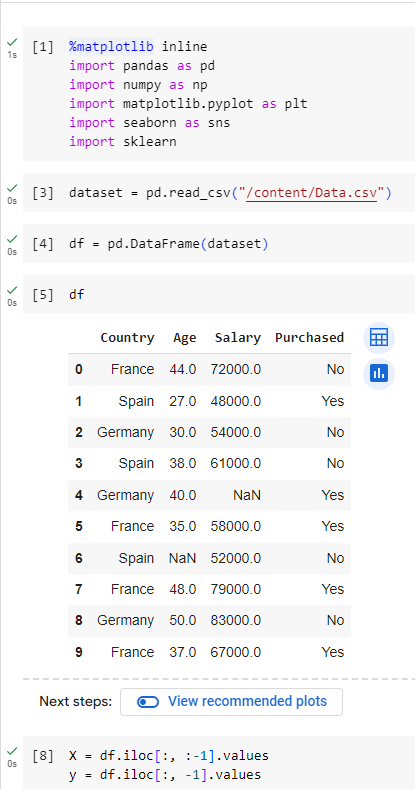 1s
[1] %matplotlib inline
import pandas as pd
import numpy as np
import matplotlib.pyplot as plt
import seaborn as sns
import sklearn
0s
[3] dataset = pd.read_csv("/content/Data.csv")
0s
[4] df = pd.DataFrame(dataset)
0s
[5] df
Country Age Salary Purchased
0 France 44.0 72000.0 No
1 Spain 27.0 48000.0 Yes
2 Germany 30.0 54000.0 No
3 Spain 38.0 61000.0 No
4 Germany 40.0 NaN Yes
5 France 35.0 58000.0 Yes
6 Spain NaN 52000.0 No
7 France 48.0 79000.0 Yes
8 Germany 50.0 83000.0 No
9 France 37.0 67000.0 Yes
Next steps: View recommended plots
0s
[8] X = df.iloc[:, :-1].values
y = df.iloc[:, -1].values